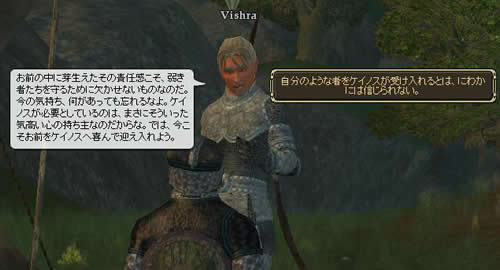 Vishra
お前の中に芽生えたその責任感こそ、弱き
者たちを守るために欠かせないものなのだ。
今の気持ち、何があっても忘れるなよ。ケイ
ノスが必要としているのは、まさにそういった
気高い心の持ち主なのだからな。では、今こ
そお前をケイノスへ喜んで迎え入れよう。
自分のような者をケイノスが受け入れるとは、にわか
には信じられない。